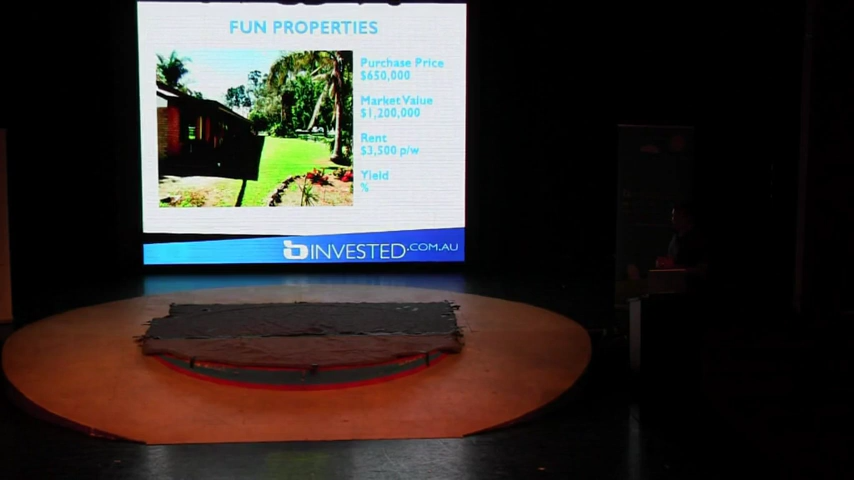 FUN PROPERTIES
Purchase Price
$650,000
Market Value
$1,200,000
Rent
$3,500 p/w
Yield
%
INVESTED.COM.AU